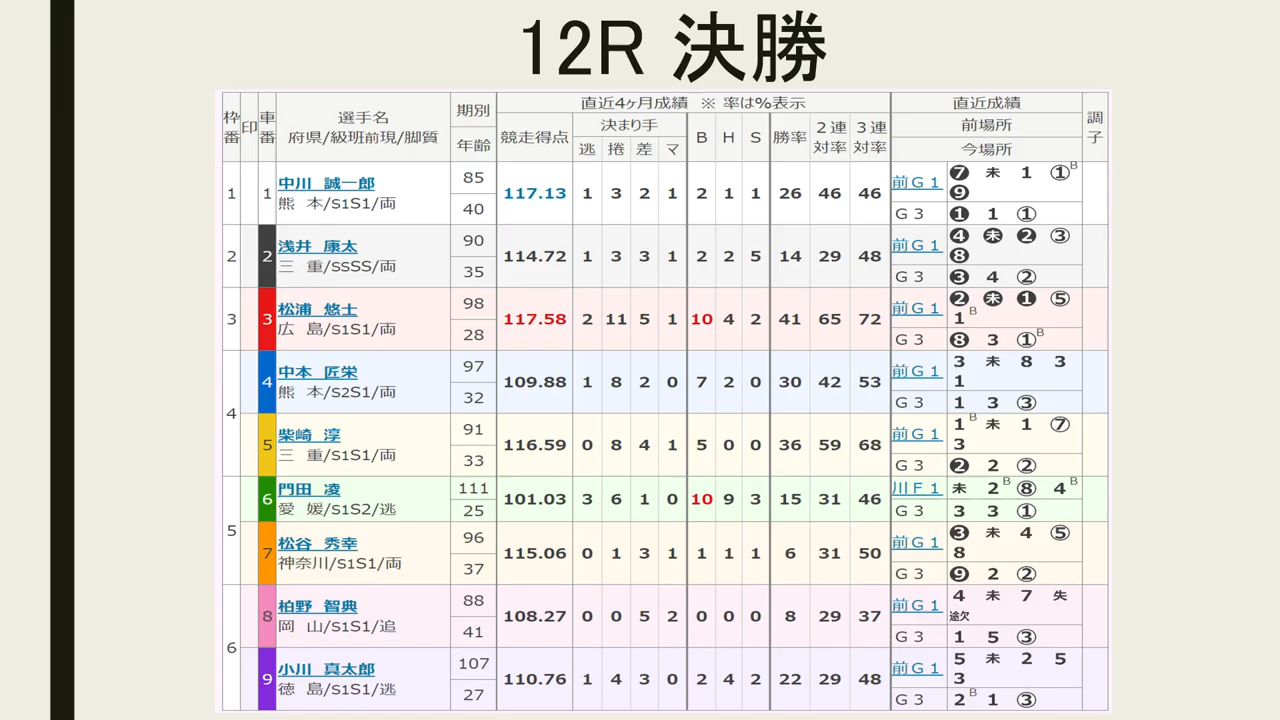 12R 決勝
枠番 印 車番 選手名 府県/級班前現/脚質 期別 年齢 直近4ヶ月成績 ※ 率は%表示 直近成績 調子
競走得点 決まり手 B H S 勝率 2連対率 3連対率 前場所
逃 捲 差 マ 今場所
1 1 中川 誠一郎 85 117.13 1 3 2 1 2 1 1 26 46 46 前G1 ❼ 未 1 ①B
熊 本/S1S1/両 40 ❾
G3 ❶ 1 ①
2 2 浅井 康太 90 114.72 1 3 3 1 2 2 5 14 29 48 前G1 ❹ 未 ❷ ③
三 重/SSSS/両 35 ❽
G3 ❸ 4 ②
3 3 松浦 悠士 98 117.58 2 11 5 1 10 4 2 41 65 72 前G1 ❷ 未 ❶ ⑤
広 島/S1S1/両 28 1B
G3 ❽ 3 ①B
4 4 中本 匠栄 97 109.88 1 8 2 0 7 2 0 30 42 53 前G1 3 未 8 3
熊 本/S2S1/両 32 1
G3 1 3 ③
5 柴崎 淳 91 116.59 0 8 4 1 5 0 0 36 59 68 前G1 1B 未 1 ⑦
三 重/S1S1/両 33 3
G3 ❷ 2 ②
5 6 門田 凌 111 101.03 3 6 1 0 10 9 3 15 31 46 川F1 未 2B ⑧ 4B
愛 媛/S1S2/逃 25 G3 3 3 ①
7 松谷 秀幸 96 115.06 0 1 3 1 1 1 1 6 31 50 前G1 ❸ 未 4 ⑤
神奈川/S1S1/両 37 8
G3 ❾ 2 ②
6 8 柏野 智典 88 108.27 0 0 5 2 0 0 0 8 29 37 前G1 4 未 7 失
岡 山/S1S1/追 41 途欠
G3 1 5 ③
9 小川 真太郎 107 110.76 1 4 3 0 2 4 2 22 29 48 前G1 5 未 2 5
徳 島/S1S1/逃 27 3
G3 2B 1 ③